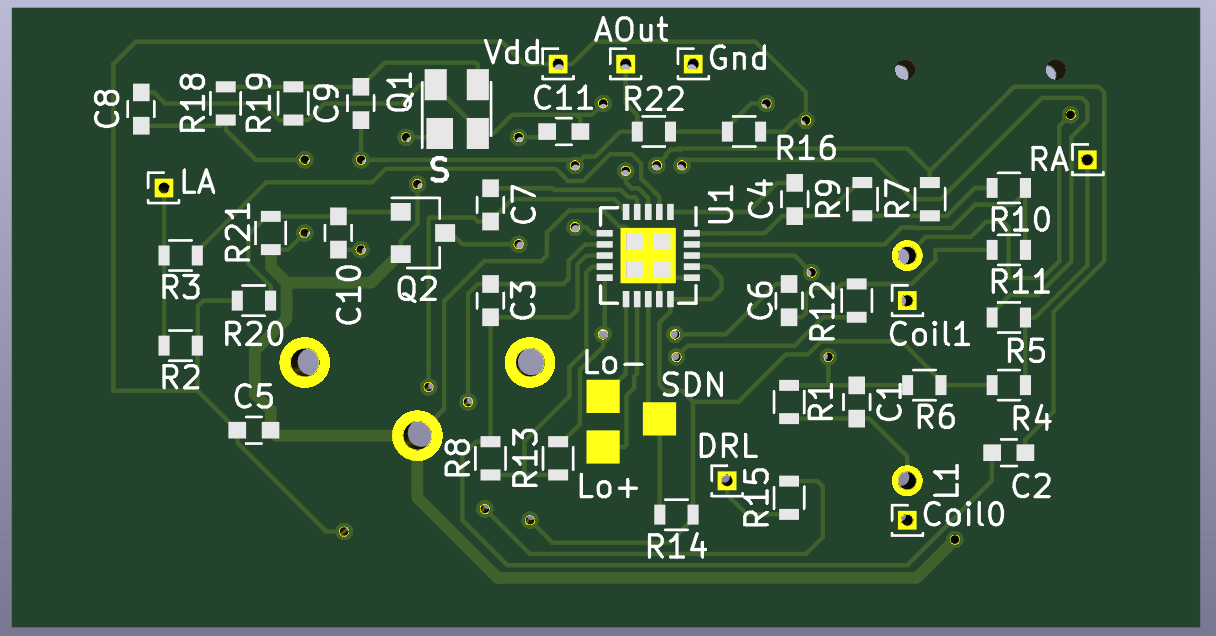 AOut
Vdd
Gnd
C8
R18
R19
C9
Q1
C11
R22
R16
S
RA
LA
C7
U1
C4
R9
R7
R10
R21
R3
C10
Q2
C3
C6
R12
R11
R20
Coil1
R2
R5
Lo-
SDN
C5
R1
C1
R6
R4
DRL
R8
R13
Lo+
R15
L1
C2
Coil0
R14